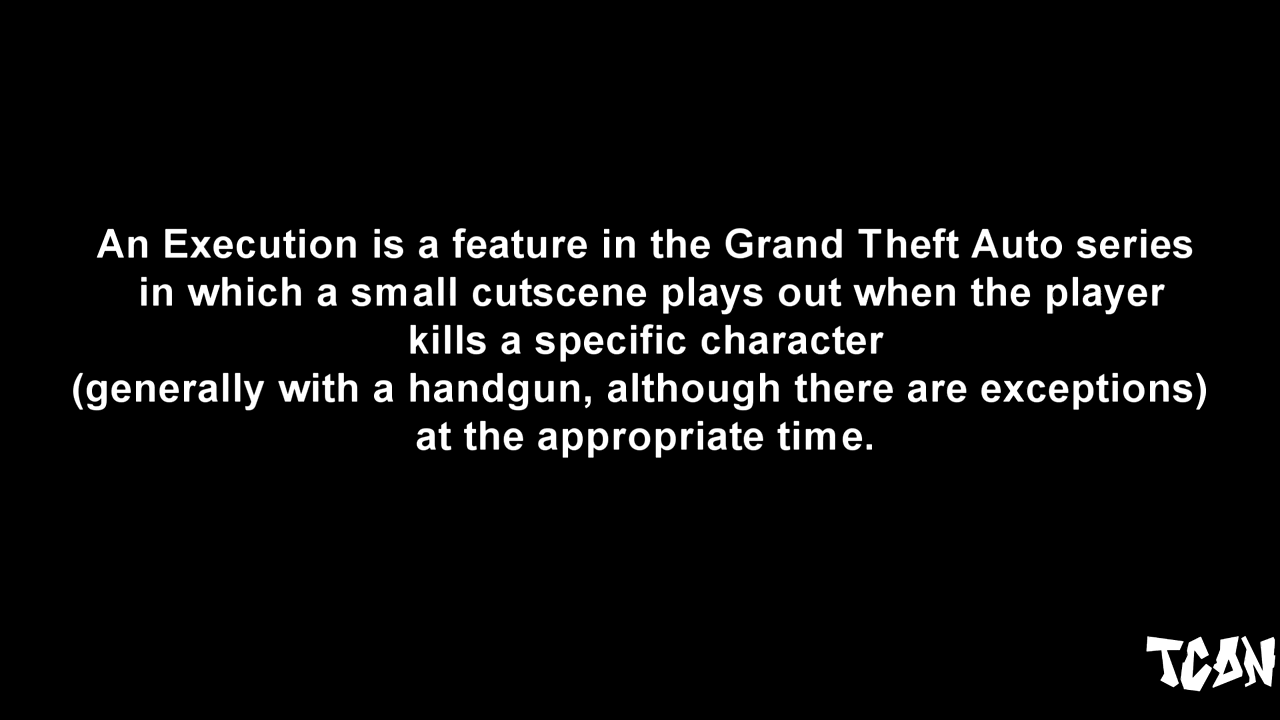 An Execution is a feature in the Grand Theft Auto series
in which a small cutscene plays out when the player
kills a specific character
(generally with a handgun, although there are exceptions)
at the appropriate time.
TCON